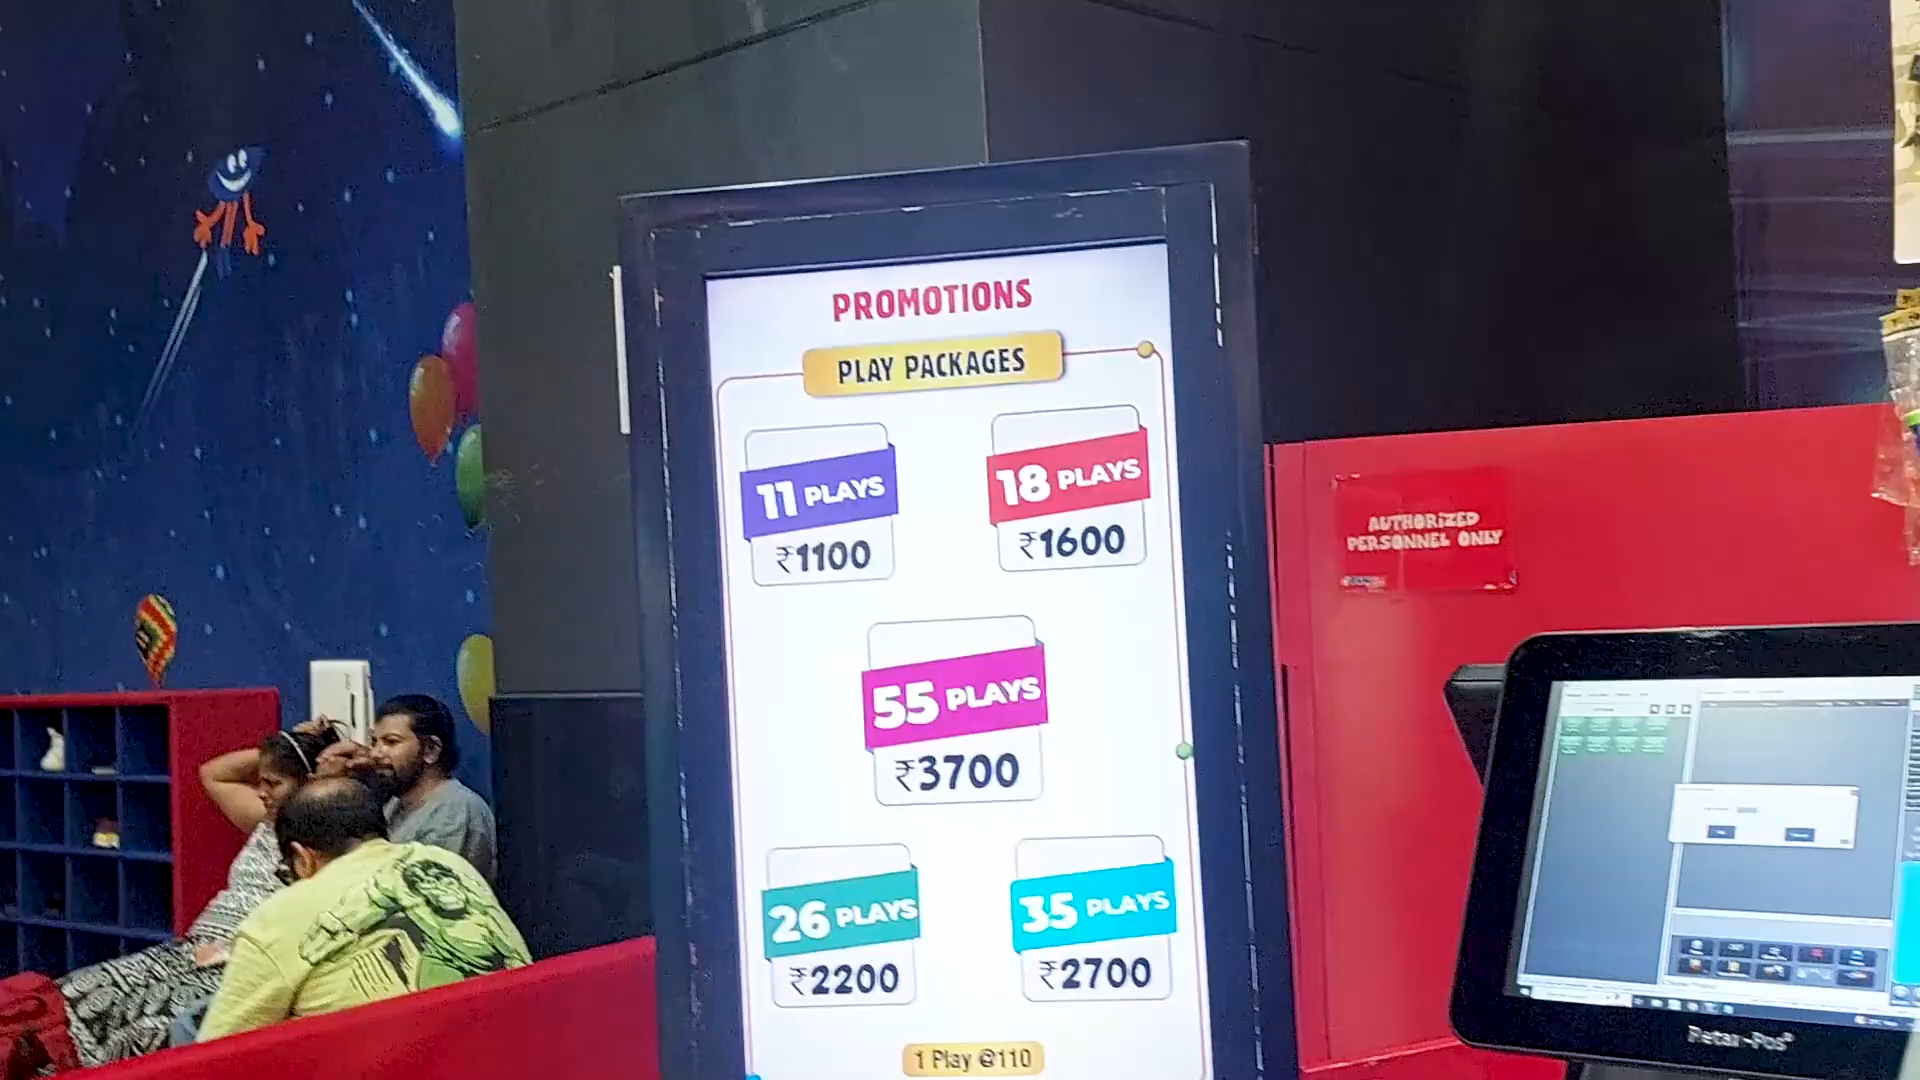 PROMOTIONS
PLAY PACKAGES
11 PLAYS
₹1100
18 PLAYS
₹1600
55 PLAYS
₹3700
26 PLAYS
₹2200
35 PLAYS
₹2700
1 Play @110
AUTHORiZED
PERSONNEL ONLY